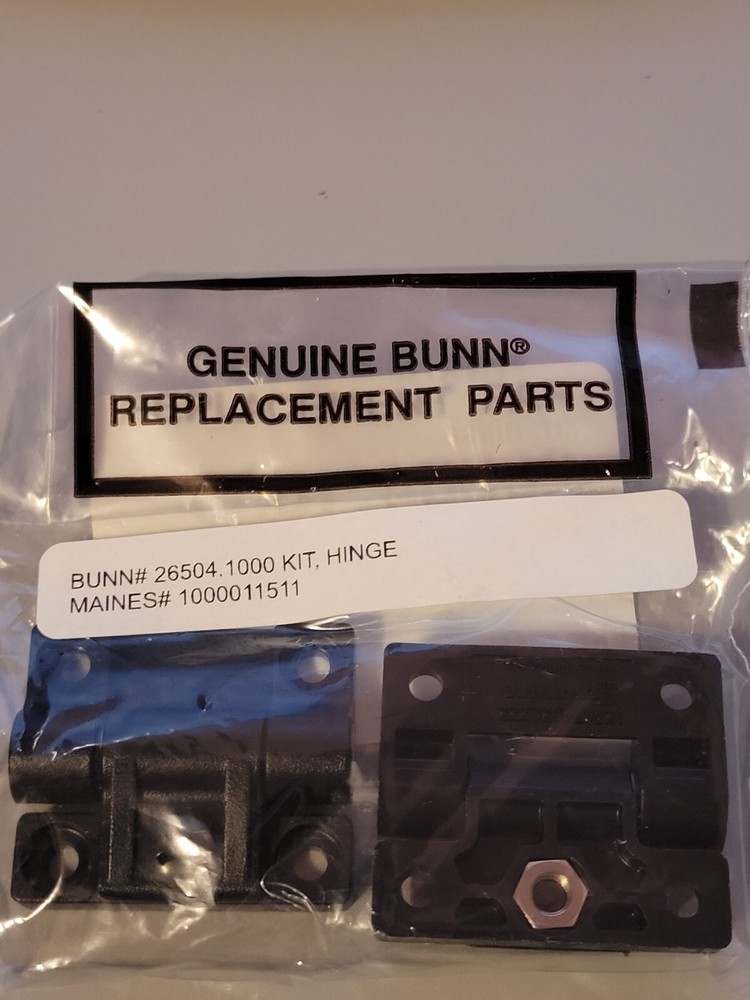 GENUINE BUNN®
REPLACEMENT PARTS
BUNN# 26504.1000 KIT, HINGE
MAINES# 1000011511